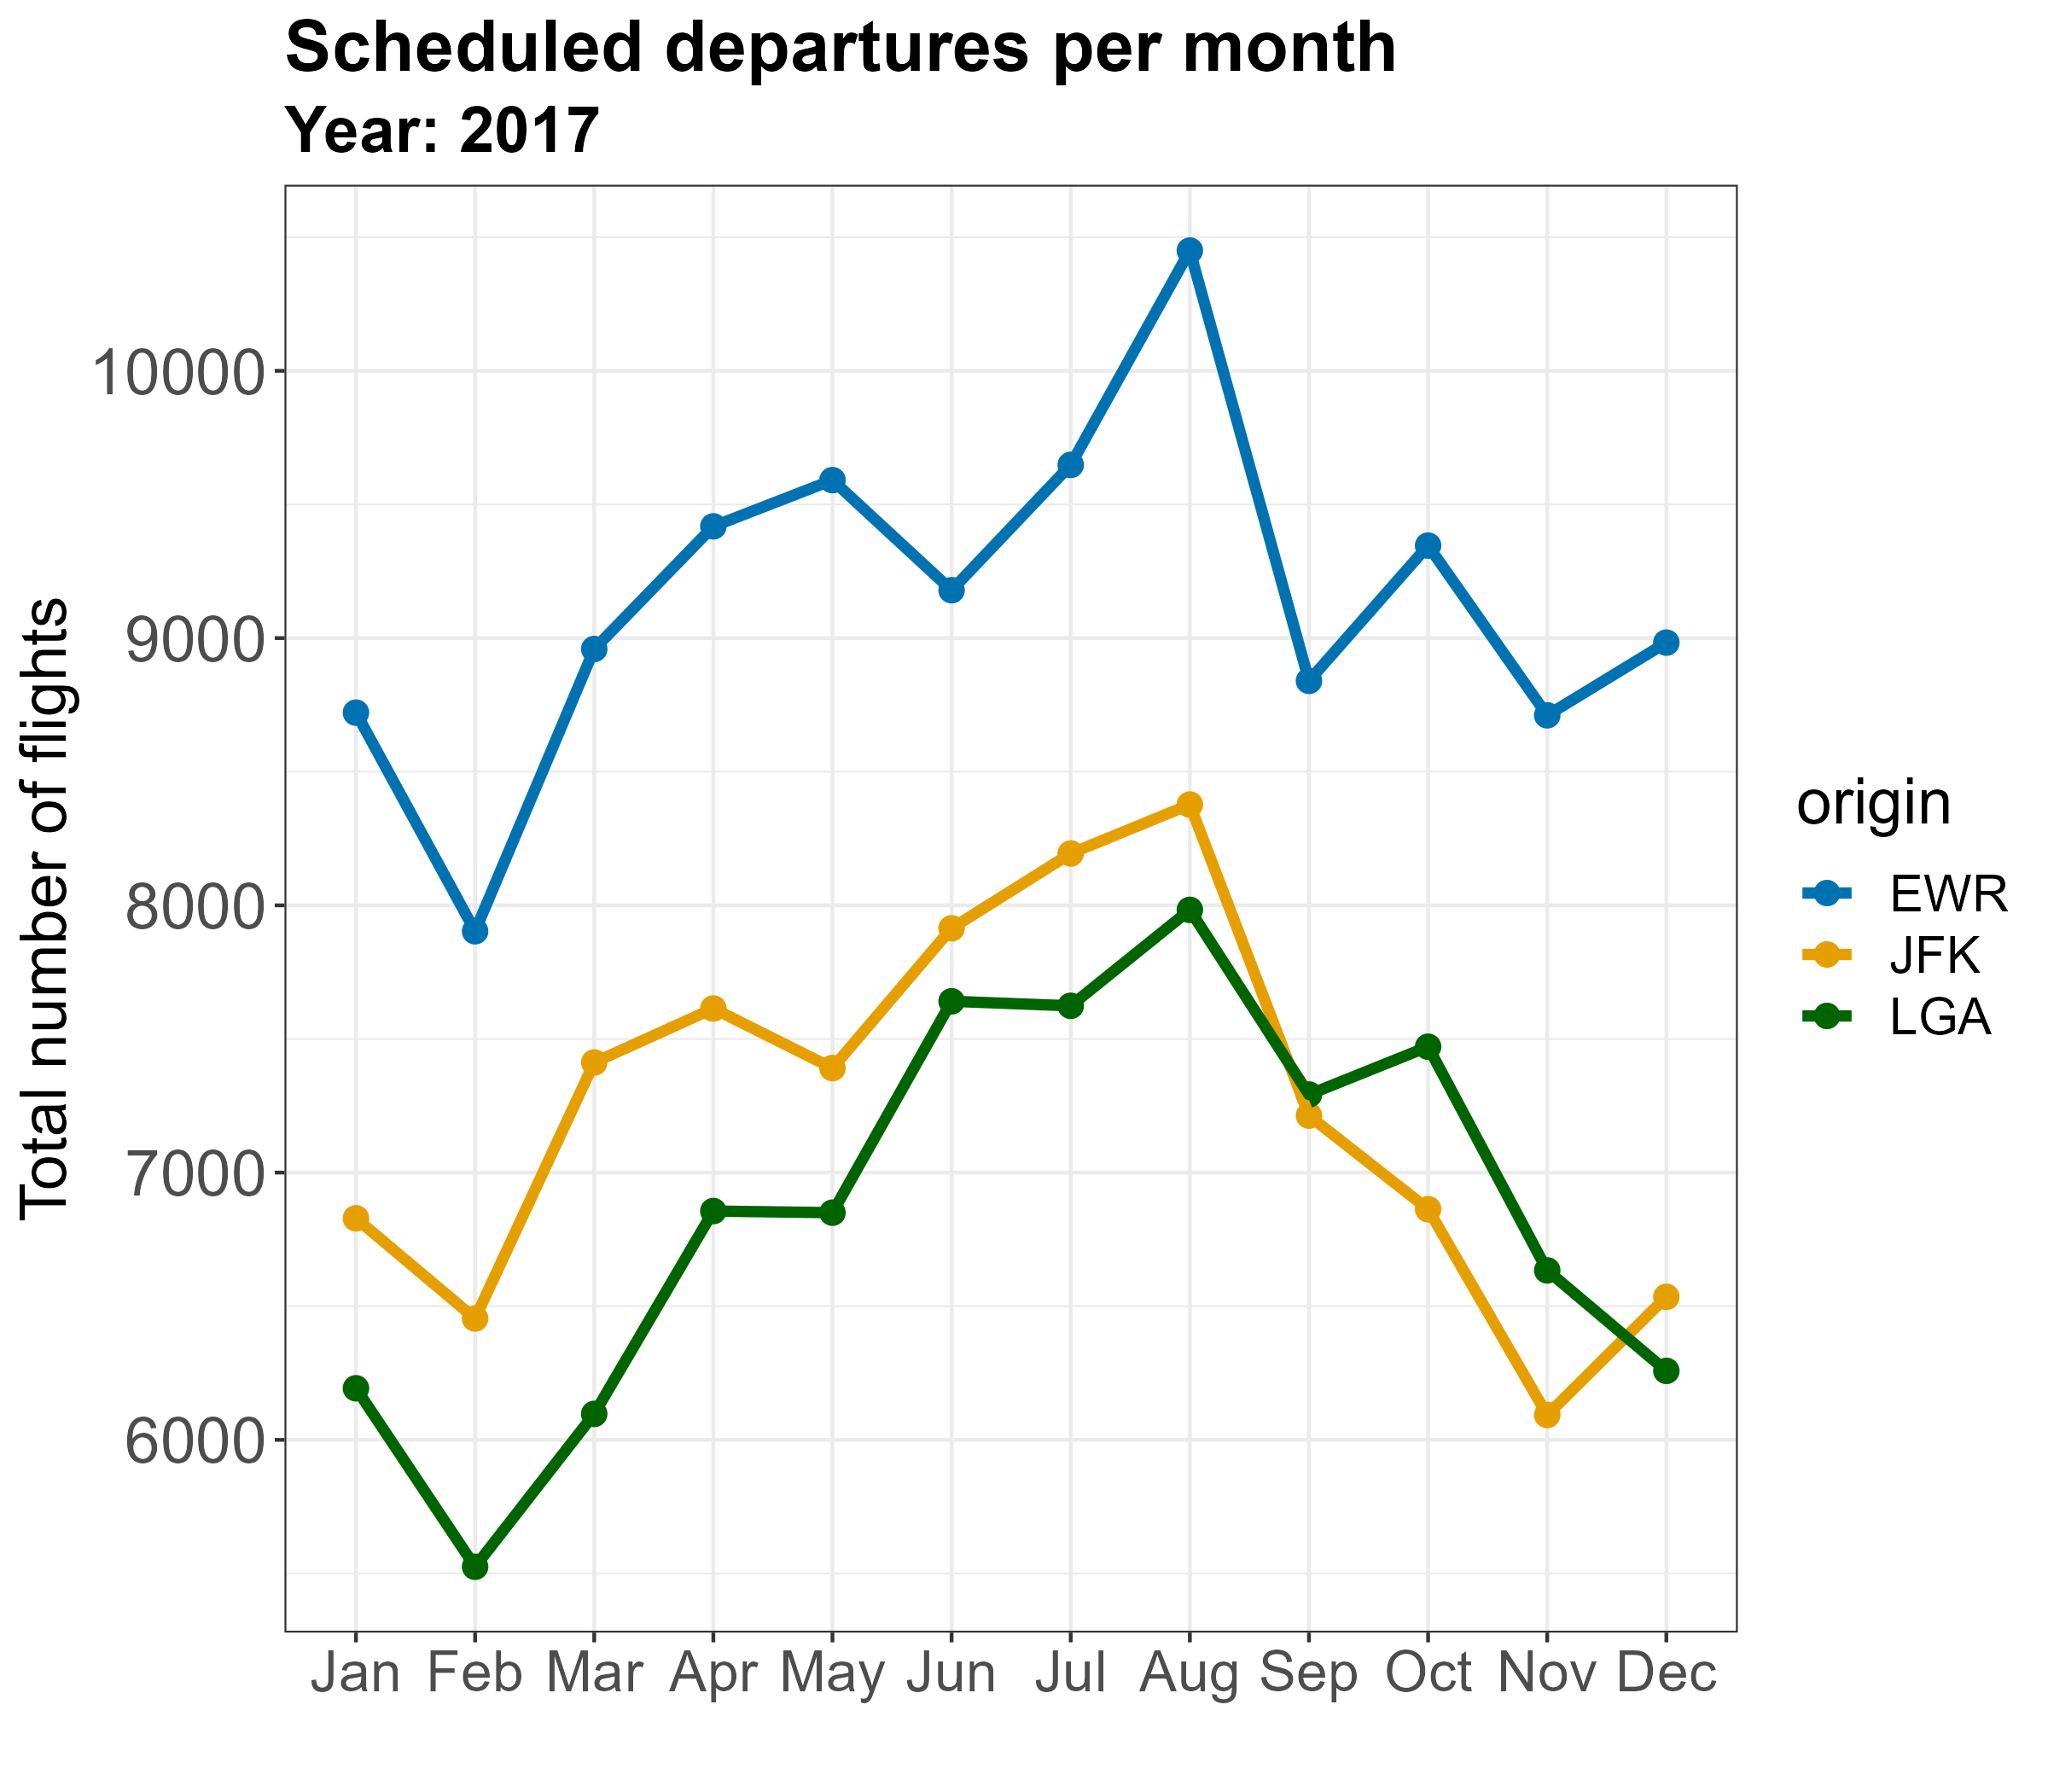 Scheduled departures per month
Year: 2017
Total number of flights
10000
9000
8000
7000
6000
Jan Feb Mar Apr May Jun Jul Aug Sep Oct Nov Dec
origin
EWR
JFK
LGA